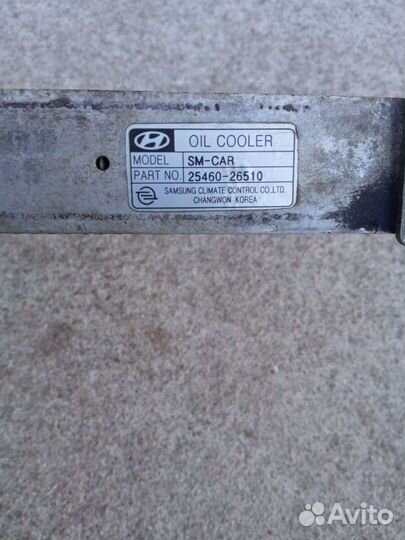 OIL COOLER
MODEL SM-CAR
PART NO. 25460-26510
SAMSUNG CLIMATE CONTROL CO.,LTD.
CHANGWON KOREA
Avito